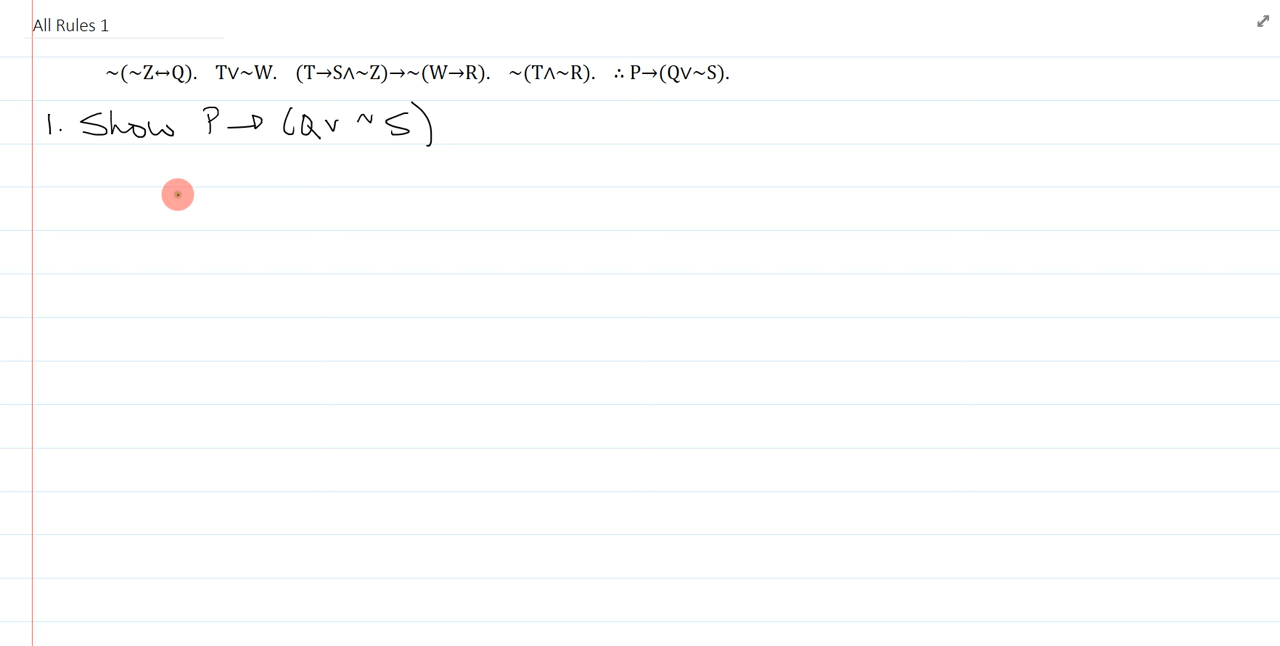 All Rules 1
~(~Z↔Q). T∨~W. (T→S∧~Z)→~(W→R). ~(T∧~R). ∴ P→(Q∨~S).
1. Show P→(Q∨~S)